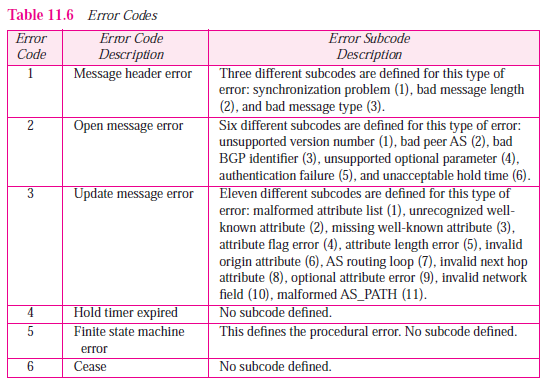 Table 11.6 Error Codes
Error Code
Error Code Description
Error Subcode Description
1
Message header error
Three different subcodes are defined for this type of
error: synchronization problem (1), bad message length
(2), and bad message type (3).
2
Open message error
Six different subcodes are defined for this type of error:
unsupported version number (1), bad peer AS (2), bad
BGP identifier (3), unsupported optional parameter (4),
authentication failure (5), and unacceptable hold time (6).
3
Update message error
Eleven different subcodes are defined for this type of
error: malformed attribute list (1), unrecognized well-
known attribute (2), missing well-known attribute (3),
attribute flag error (4), attribute length error (5), invalid
origin attribute (6), AS routing loop (7), invalid next hop
attribute (8), optional attribute error (9), invalid network
field (10), malformed AS_PATH (11).
4
Hold timer expired
No subcode defined.
5
Finite state machine
error
This defines the procedural error. No subcode defined.
6
Cease
No subcode defined.